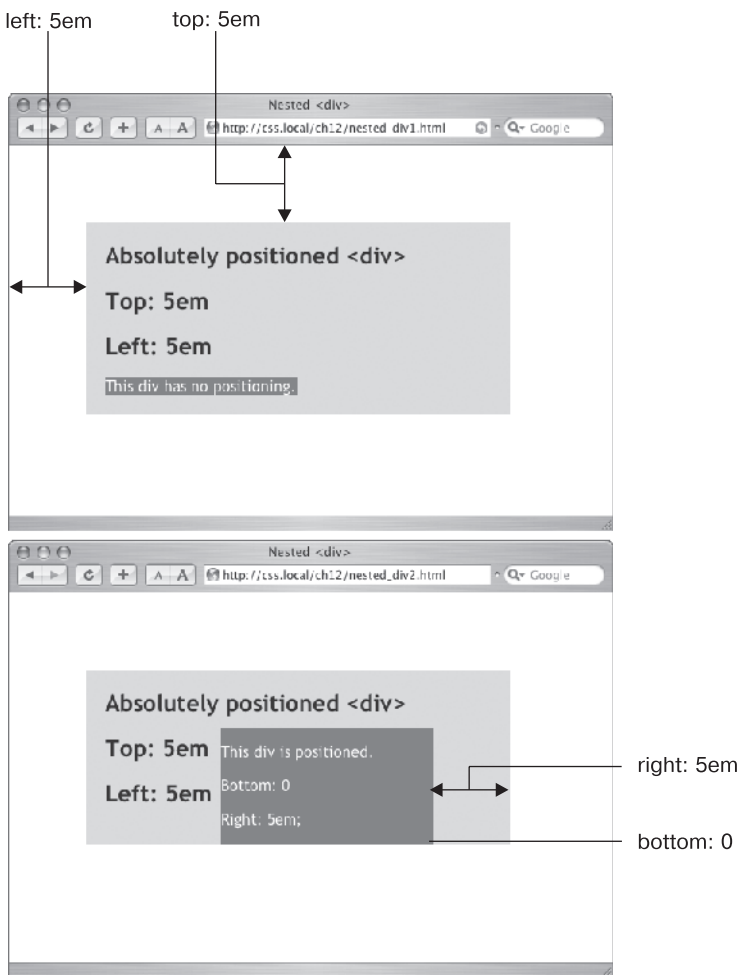 left: 5em
top: 5em
Nested <div>
A A
http://css.local/ch12/nested_div1.html
Google
Absolutely positioned <div>
Top: 5em
Left: 5em
This div has no positioning.
Nested <div>
A A
http://css.local/ch12/nested_div2.html
Google
Absolutely positioned <div>
Top: 5em
This div is positioned.
Left: 5em
Bottom: 0
Right: 5em;
right: 5em
bottom: 0